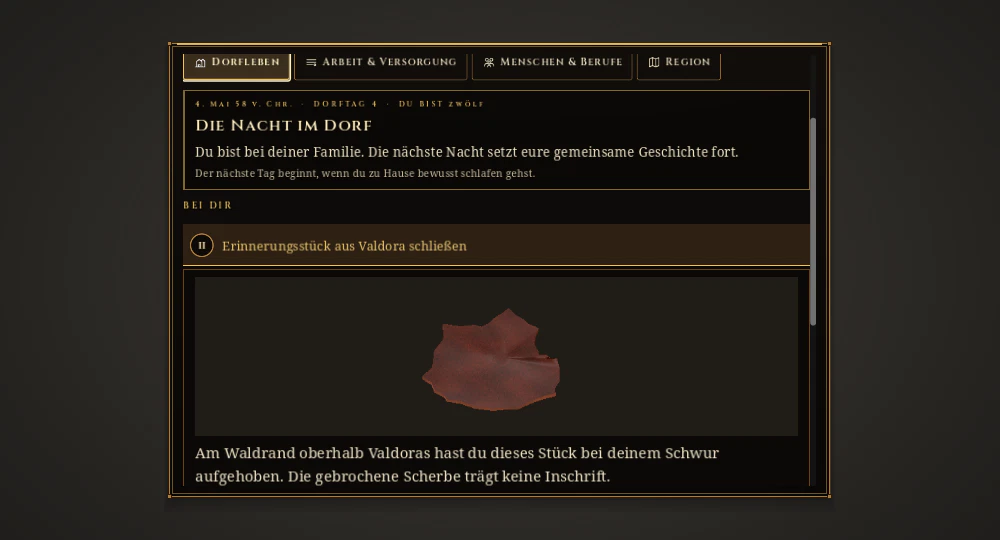 Dorfleben
Arbeit & Versorgung
Menschen & Berufe
Region
4. Mai 58 v. Chr. · DORFTAG 4 · DU BIST zwölf
Die Nacht im Dorf
Du bist bei deiner Familie. Die nächste Nacht setzt eure gemeinsame Geschichte fort.
Der nächste Tag beginnt, wenn du zu Hause bewusst schlafen gehst.
BEI DIR
II Erinnerungsstück aus Valdora schließen
Am Waldrand oberhalb Valdoras hast du dieses Stück bei deinem Schwur
aufgehoben. Die gebrochene Scherbe trägt keine Inschrift.